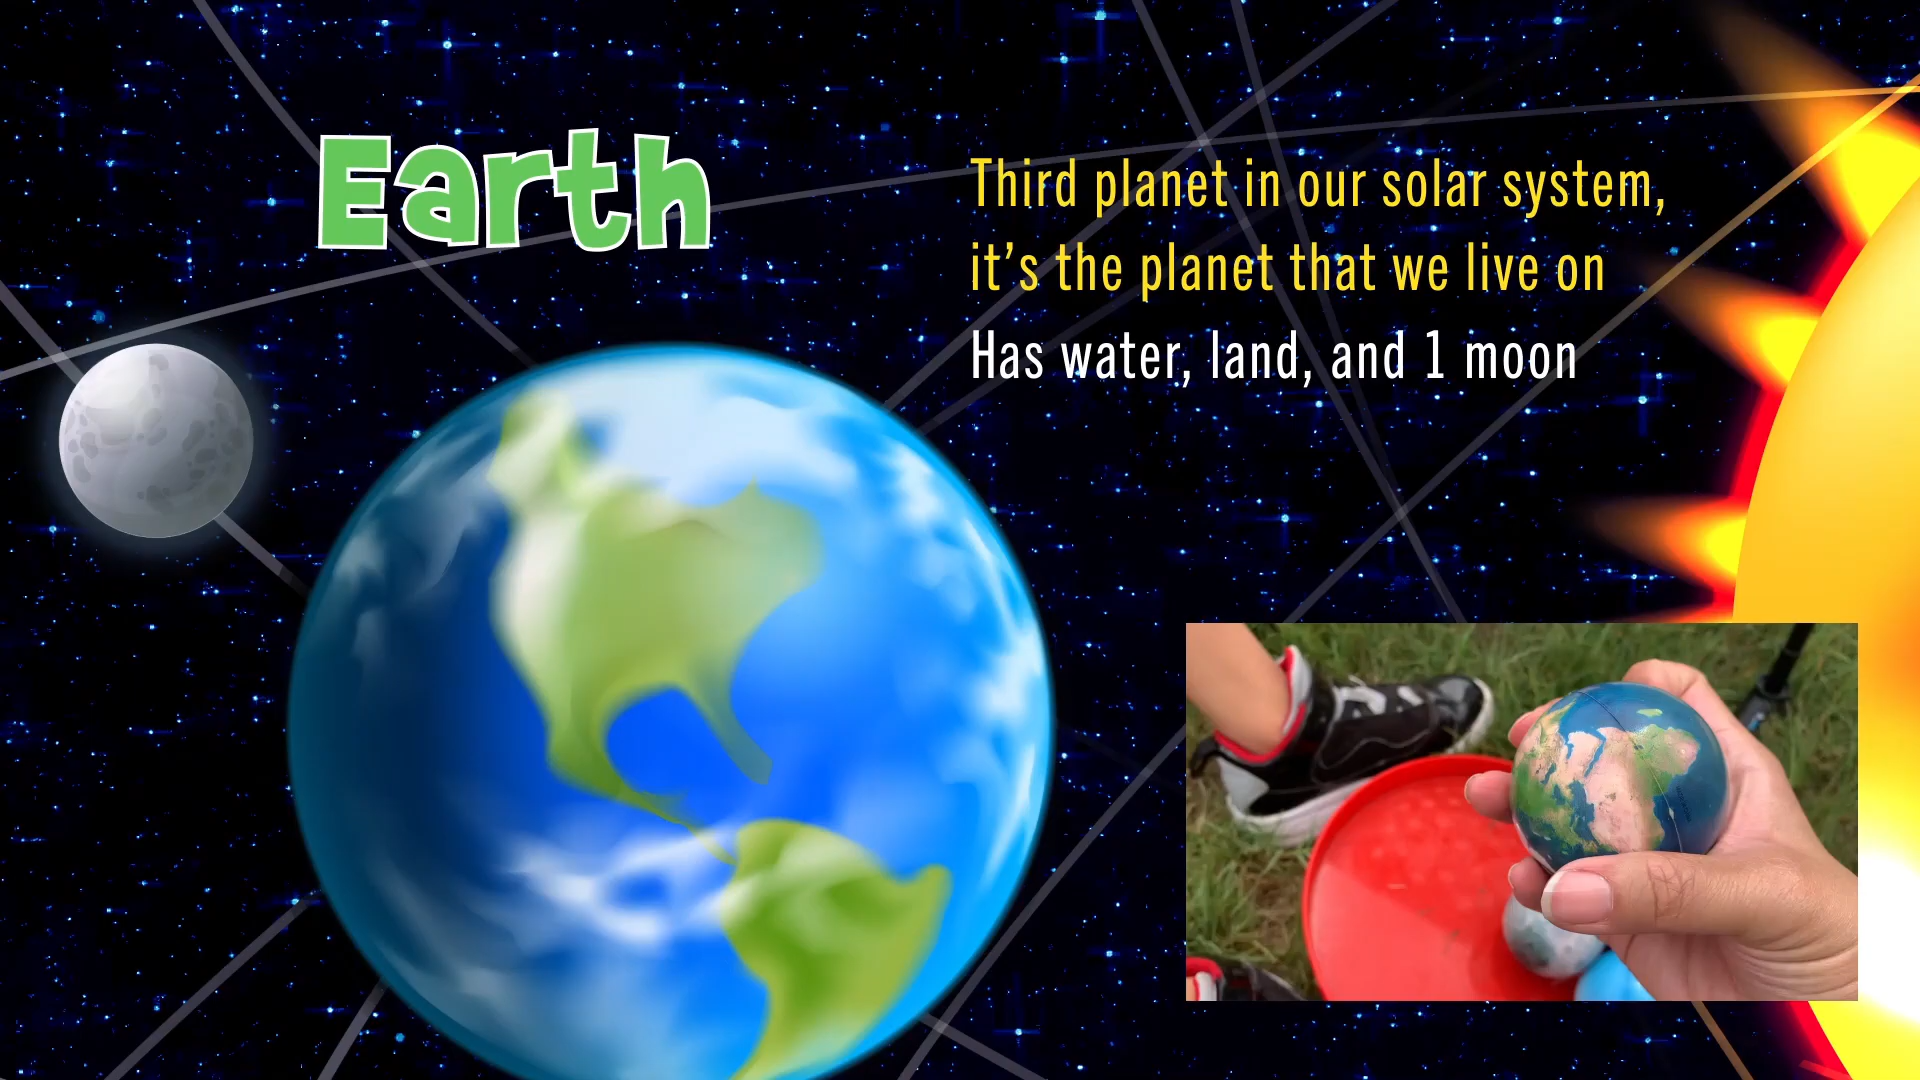 Earth
Third planet in our solar system,
it’s the planet that we live on
Has water, land, and 1 moon